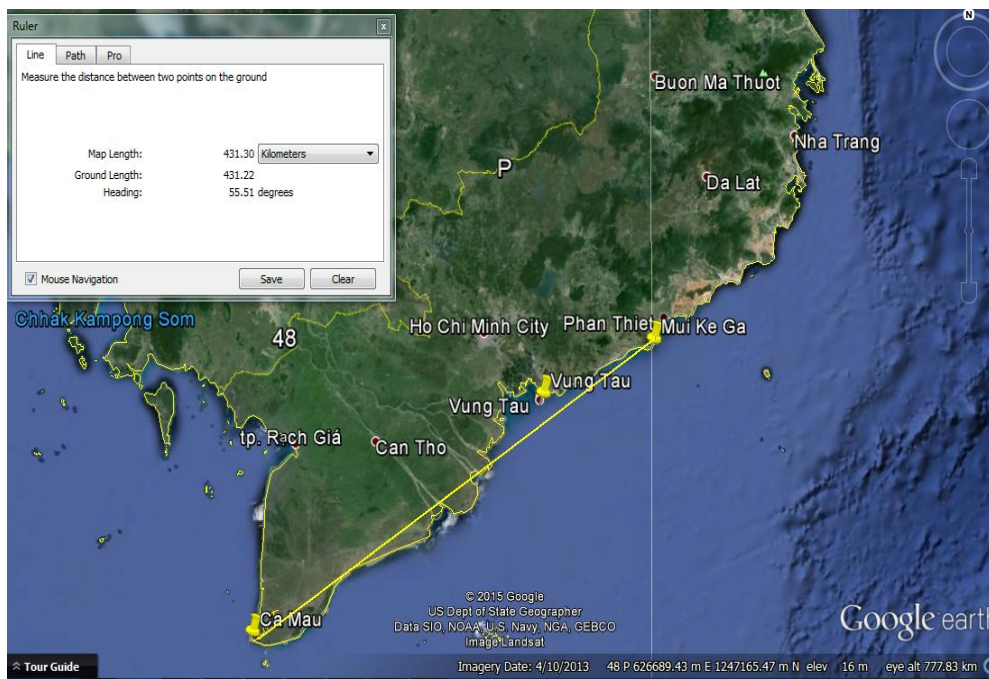 Ruler
x
Line Path Pro
Measure the distance between two points on the ground
Map Length: 431.30 Kilometers
Ground Length: 431.22
Heading: 55.51 degrees
Mouse Navigation Save Clear
N
Buon Ma Thuot
Nha Trang
P
Da Lat
Chhak Kampong Som
48
Ho Chi Minh City
Phan Thiet
Mui Ke Ga
Vung Tau
Vung Tau
tp. Rạch Giá
Can Tho
Ca Mau
© 2015 Google
US Dept of State Geographer
Data SIO, NOAA, U.S. Navy, NGA, GEBCO
Image Landsat
Google earth
Tour Guide
Imagery Date: 4/10/2013 48 P 626689.43 m E 1247165.47 m N elev 16 m eye alt 777.83 km